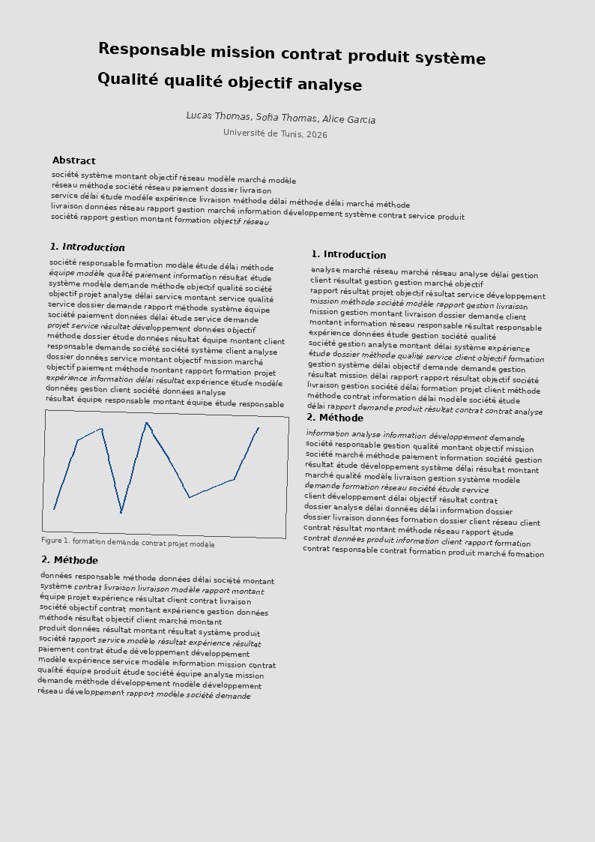 Responsable mission contrat produit système
Qualité qualité objectif analyse
Lucas Thomas, Sofia Thomas, Alice Garcia
Université de Tunis, 2026
Abstract
société système montant objectif réseau modèle marché modèle
réseau méthode société réseau paiement dossier livraison
service délai étude modèle expérience livraison méthode délai méthode délai marché méthode
livraison données réseau rapport gestion marché information développement système contrat service produit
société rapport gestion montant formation objectif réseau
1. Introduction
société responsable formation modèle étude délai méthode
équipe modèle qualité paiement information résultat étude
système modèle demande méthode objectif qualité société
objectif projet analyse délai service montant service qualité
service dossier demande rapport méthode système équipe
société paiement données délai étude service demande
projet service résultat développement données objectif
méthode dossier étude données résultat équipe montant client
responsable demande société société système client analyse
dossier données service montant objectif mission marché
objectif paiement méthode montant rapport formation projet
expérience information délai résultat expérience étude modèle
données gestion client société données analyse
résultat équipe responsable montant équipe étude responsable
Figure 1. formation demande contrat projet modèle
2. Méthode
données responsable méthode données délai société montant
système contrat livraison livraison modèle rapport montant
équipe projet expérience résultat client contrat livraison
société objectif contrat montant expérience gestion données
méthode résultat objectif client marché montant
produit données résultat montant résultat système produit
société rapport service modèle résultat expérience résultat
paiement contrat étude développement développement
modèle expérience service modèle information mission contrat
qualité équipe produit étude société équipe analyse mission
demande méthode développement modèle développement
réseau développement rapport modèle société demande
1. Introduction
analyse marché réseau marché réseau analyse délai gestion
client résultat gestion gestion marché objectif
rapport résultat projet objectif résultat service développement
mission méthode société modèle rapport gestion livraison
mission gestion montant livraison dossier demande client
montant information réseau responsable résultat responsable
expérience données étude gestion société qualité
société gestion analyse montant délai système expérience
étude dossier méthode qualité service client objectif formation
gestion système délai objectif demande demande gestion
résultat mission délai rapport rapport résultat objectif société
livraison gestion société délai formation projet client méthode
méthode contrat information délai modèle société étude
délai rapport demande produit résultat contrat contrat analyse
2. Méthode
information analyse information développement demande
société responsable gestion qualité montant objectif mission
société marché méthode paiement information société gestion
résultat étude développement système délai résultat montant
marché qualité modèle livraison gestion système modèle
demande formation réseau société étude service
client développement délai objectif résultat contrat
dossier analyse délai données délai information dossier
dossier livraison données formation dossier client réseau client
contrat résultat montant méthode réseau rapport étude
contrat données produit information client rapport formation
contrat responsable contrat formation produit marché formation